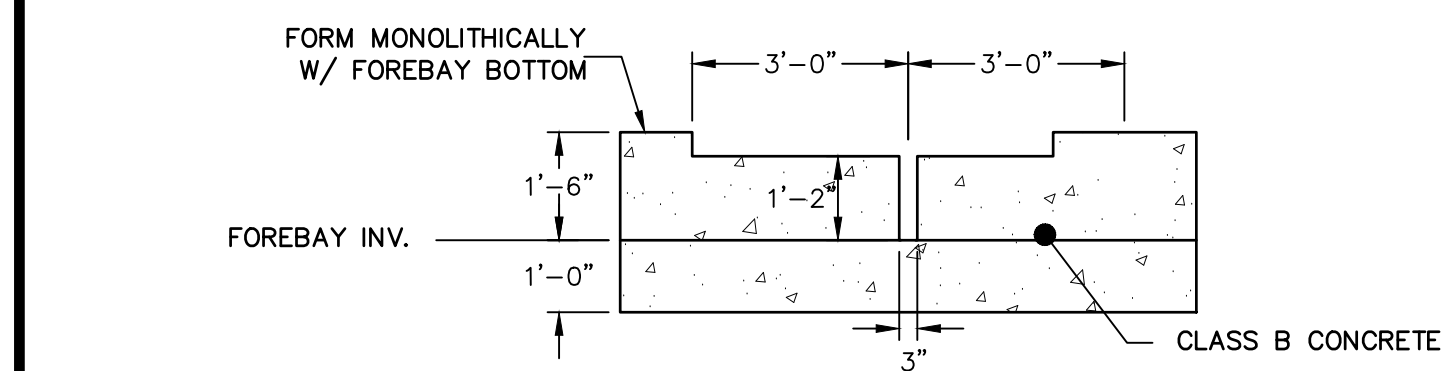 FORM MONOLITHICALLY
W/ FOREBAY BOTTOM
3'-0"
3'-0"
1'-6"
1'-2"
FOREBAY INV.
1'-0"
3"
CLASS B CONCRETE